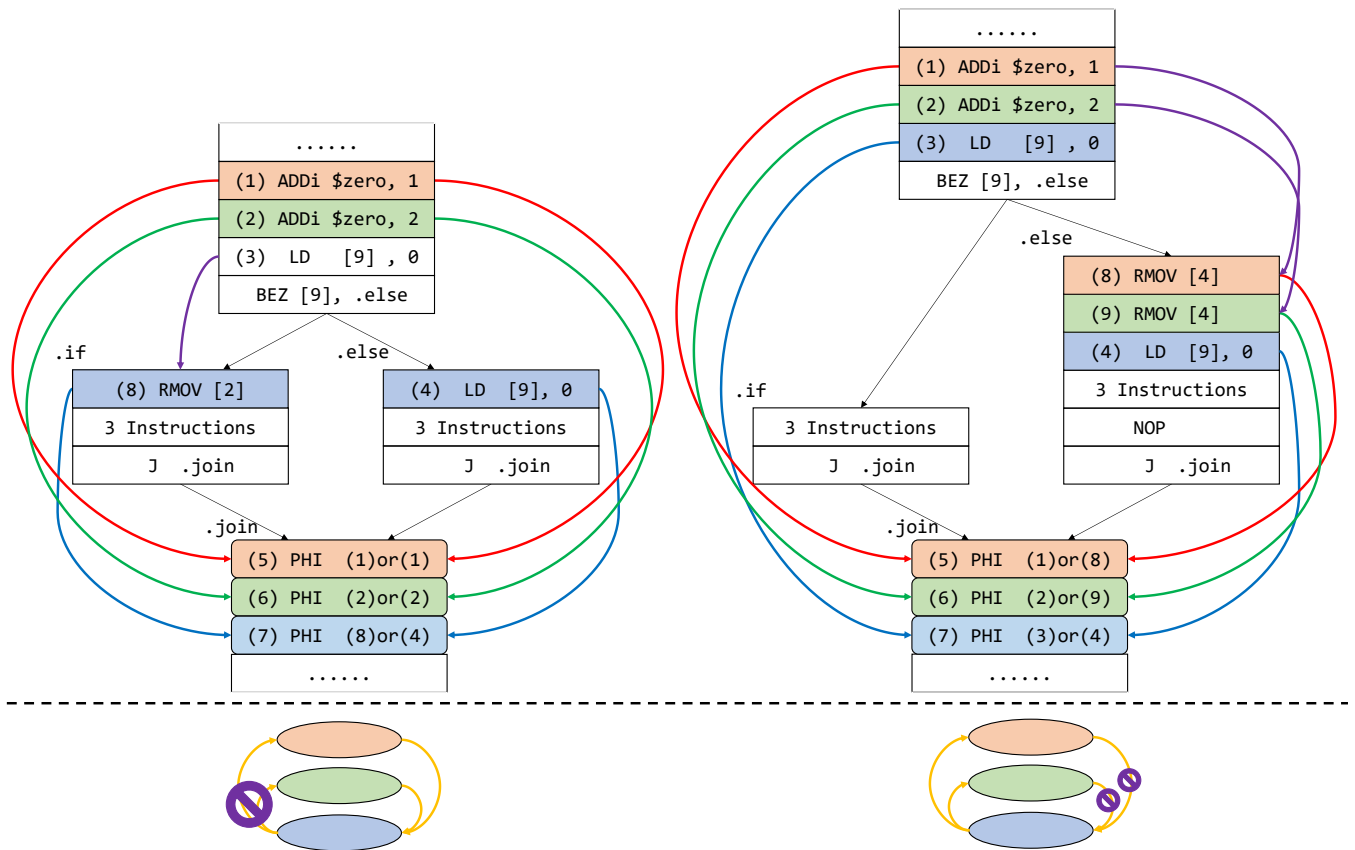 ......
(1) ADDi $zero, 1
(2) ADDi $zero, 2
(3) LD [9] , 0
BEZ [9], .else
.if
.else
(8) RMOV [2]
3 Instructions
J .join
(4) LD [9], 0
3 Instructions
J .join
.join
(5) PHI (1)or(1)
(6) PHI (2)or(2)
(7) PHI (8)or(4)
......
......
(1) ADDi $zero, 1
(2) ADDi $zero, 2
(3) LD [9] , 0
BEZ [9], .else
.else
(8) RMOV [4]
(9) RMOV [4]
(4) LD [9], 0
3 Instructions
NOP
J .join
.if
3 Instructions
J .join
.join
(5) PHI (1)or(8)
(6) PHI (2)or(9)
(7) PHI (3)or(4)
......